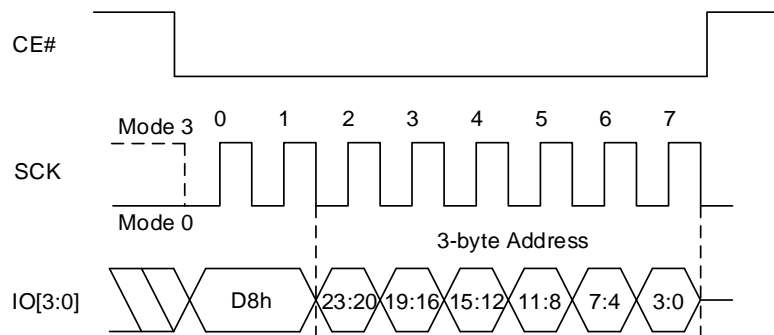 CE#
Mode 3 0 1 2 3 4 5 6 7
SCK
Mode 0
3-byte Address
IO[3:0] D8h 23:20 19:16 15:12 11:8 7:4 3:0